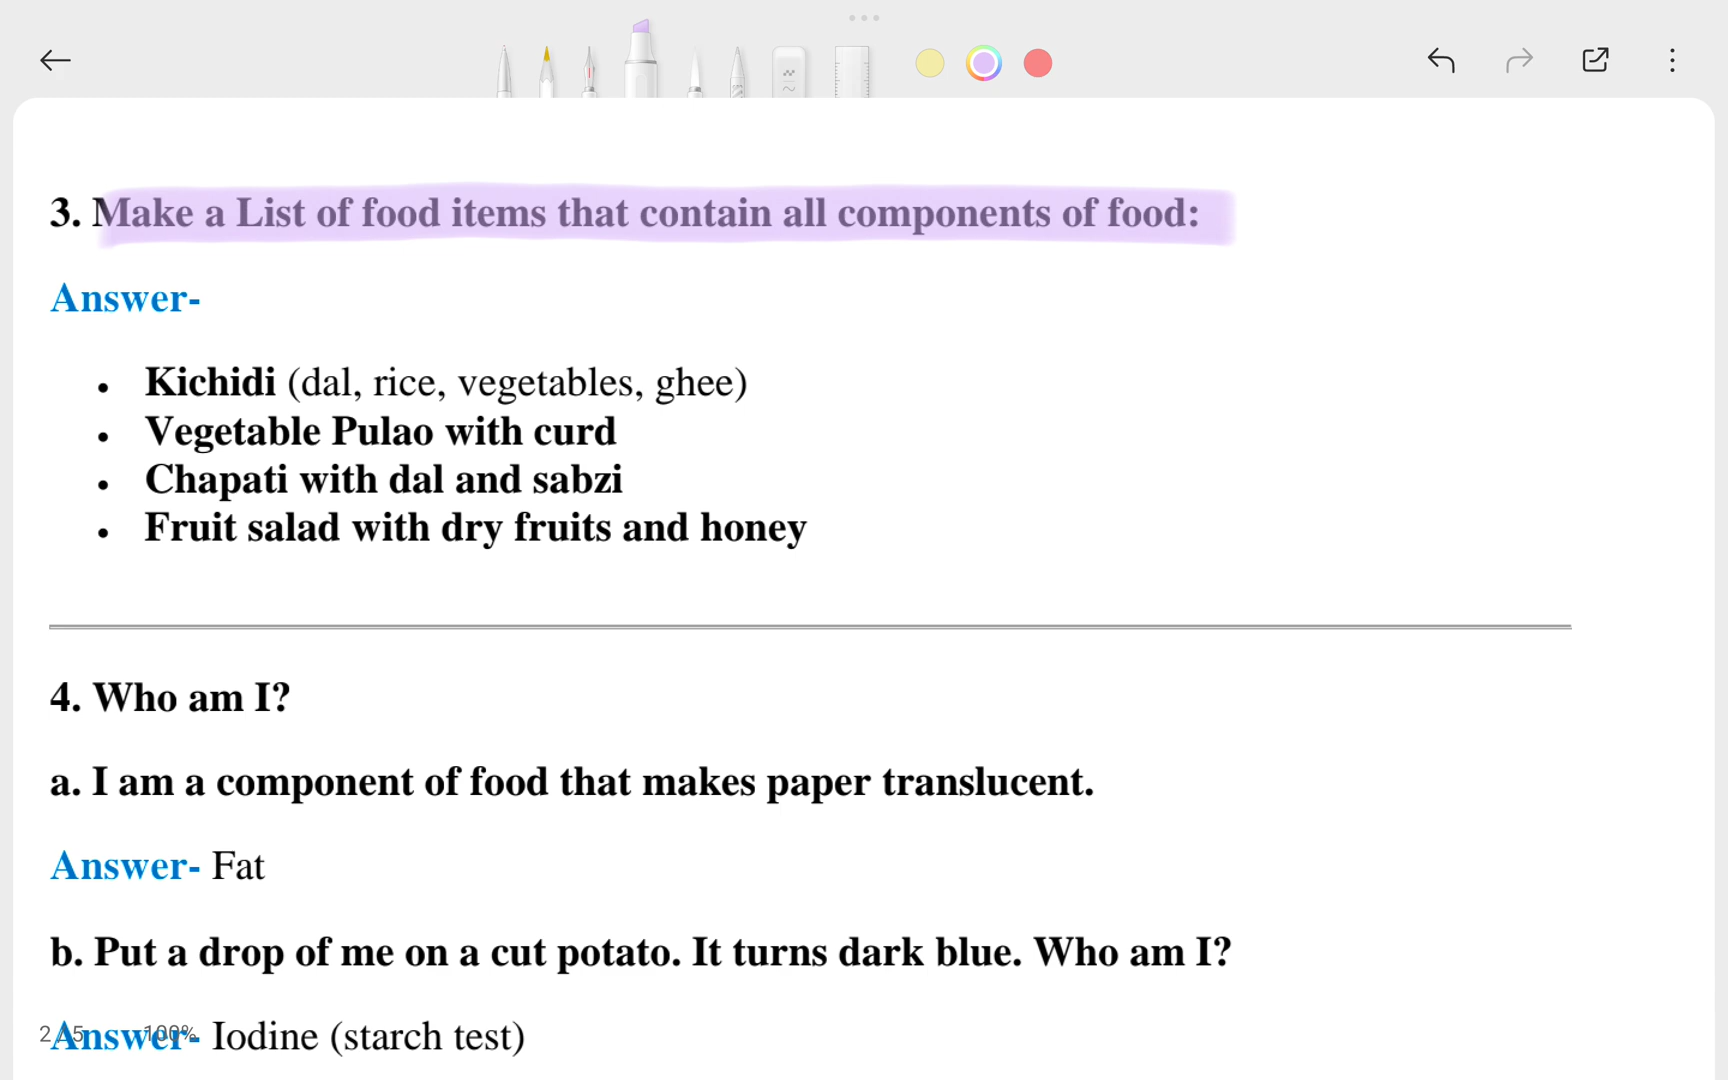 3. Make a List of food items that contain all components of food:
Answer-
• Kichidi (dal, rice, vegetables, ghee)
• Vegetable Pulao with curd
• Chapati with dal and sabzi
• Fruit salad with dry fruits and honey
4. Who am I?
a. I am a component of food that makes paper translucent.
Answer- Fat
b. Put a drop of me on a cut potato. It turns dark blue. Who am I?
Answer- Iodine (starch test)
2 / 5 100%